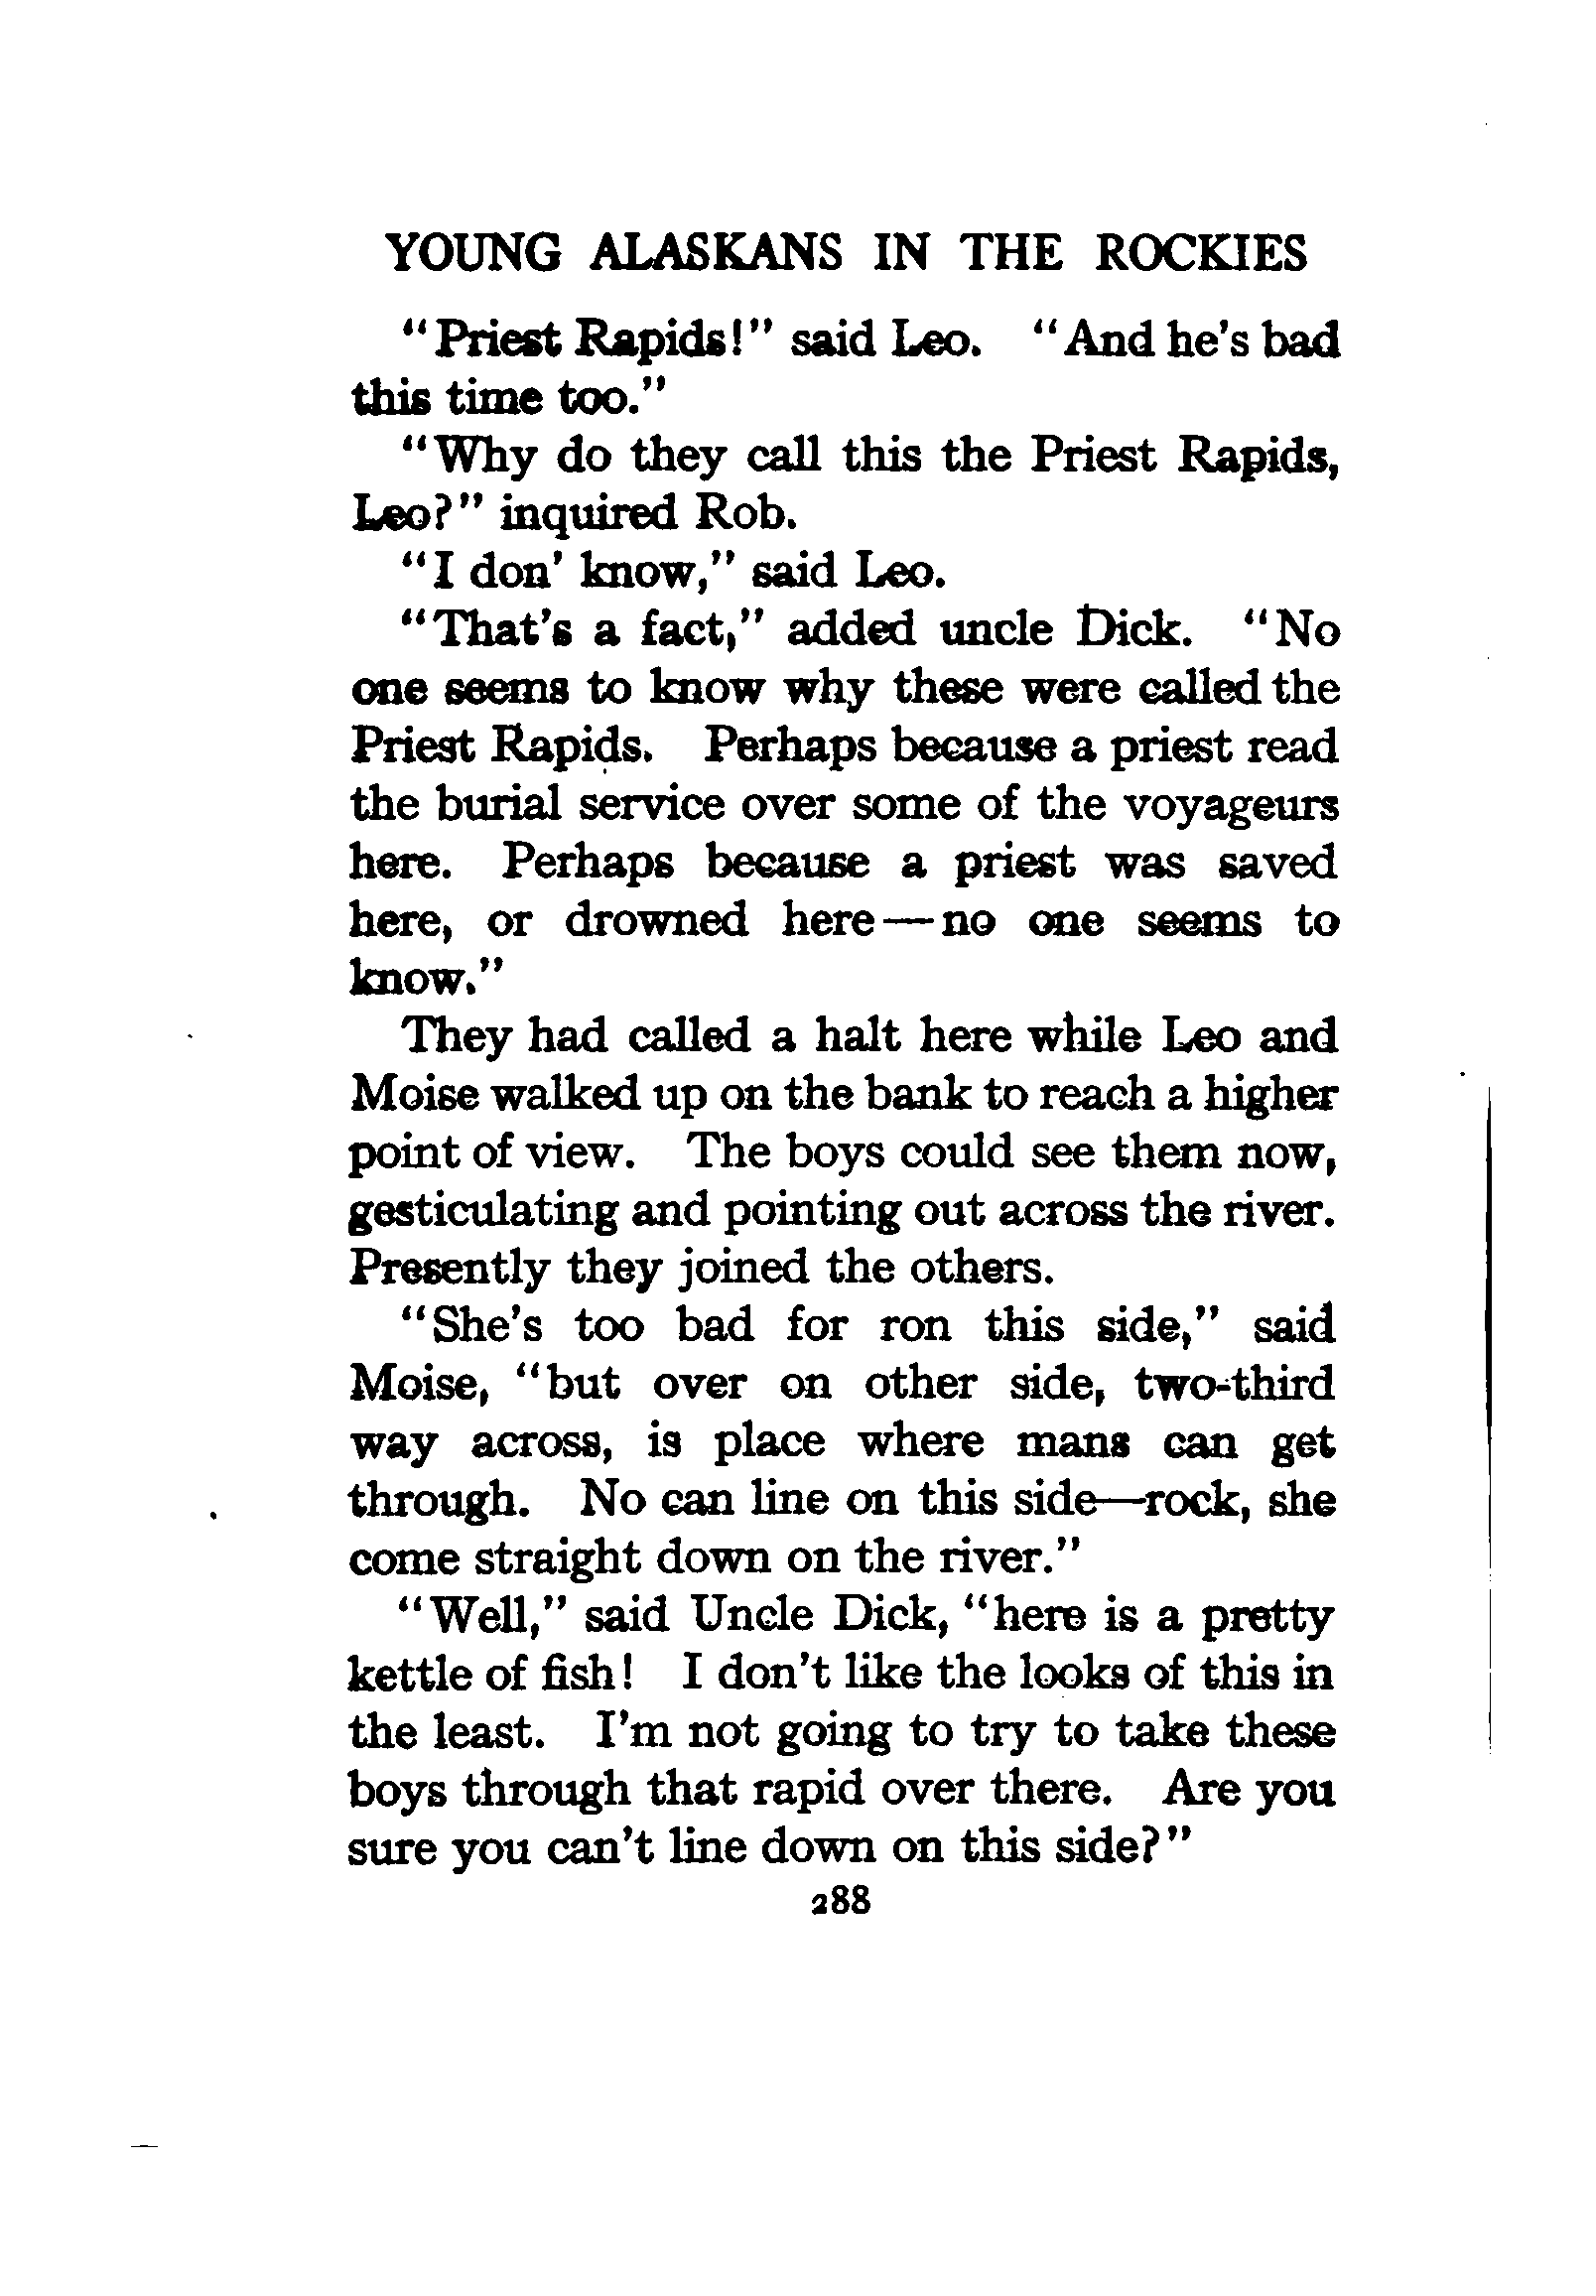 YOUNG ALASKANS IN THE ROCKIES
"Priest Rapids!" said Leo. "And he's bad
this time too."
"Why do they call this the Priest Rapids,
Leo?" inquired Rob.
"I don' know," said Leo.
"That's a fact," added uncle Dick. "No
one seems to know why these were called the
Priest Rapids. Perhaps because a priest read
the burial service over some of the voyageurs
here. Perhaps because a priest was saved
here, or drowned here—no one seems to
know."
They had called a halt here while Leo and
Moise walked up on the bank to reach a higher
point of view. The boys could see them now,
gesticulating and pointing out across the river.
Presently they joined the others.
"She's too bad for ron this side," said
Moise, "but over on other side, two-third
way across, is place where mans can get
through. No can line on this side—rock, she
come straight down on the river."
"Well," said Uncle Dick, "here is a pretty
kettle of fish! I don't like the looks of this in
the least. I'm not going to try to take these
boys through that rapid over there. Are you
sure you can't line down on this side?"
288